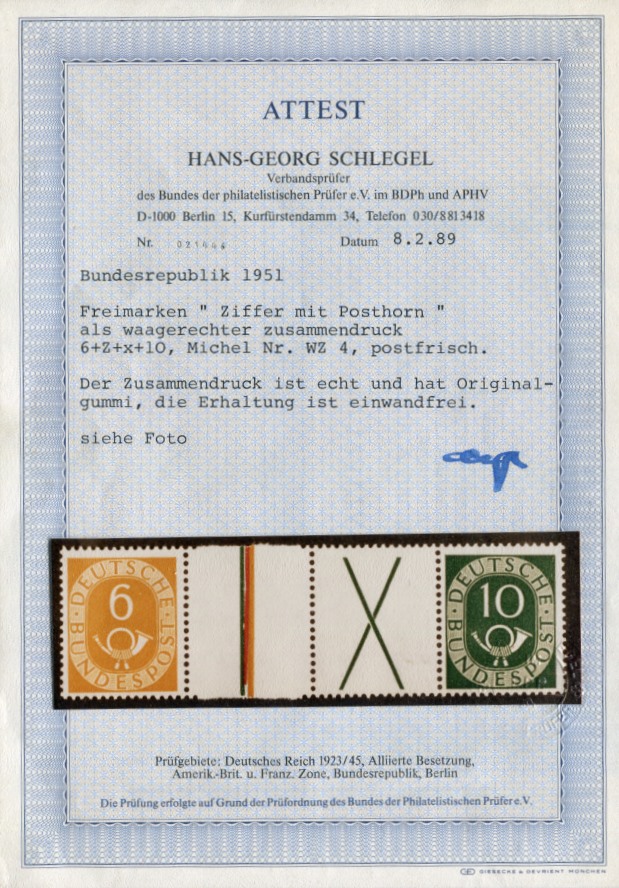 ATTEST
HANS-GEORG SCHLEGEL
Verbandsprüfer
des Bundes der philatelistischen Prüfer e.V. im BDPh und APHV
D-1000 Berlin 15, Kurfürstendamm 34, Telefon 030/8813418
Nr. 021446 Datum 8.2.89
Bundesrepublik 1951
Freimarken " Ziffer mit Posthorn "
als waagerechter zusammendruck
6+Z+x+10, Michel Nr. WZ 4, postfrisch.
Der Zusammendruck ist echt und hat Original-
gummi, die Erhaltung ist einwandfrei.
siehe Foto
DEUTSCHE
6
BUNDESPOST
DEUTSCHE
10
BUNDESPOST
Prüfgebiete: Deutsches Reich 1923/45, Alliierte Besetzung,
Amerik.-Brit. u. Franz. Zone, Bundesrepublik, Berlin
Die Prüfung erfolgte auf Grund der Prüfordnung des Bundes der Philatelistischen Prüfer e.V.
GIESECKE & DEVRIENT MÜNCHEN